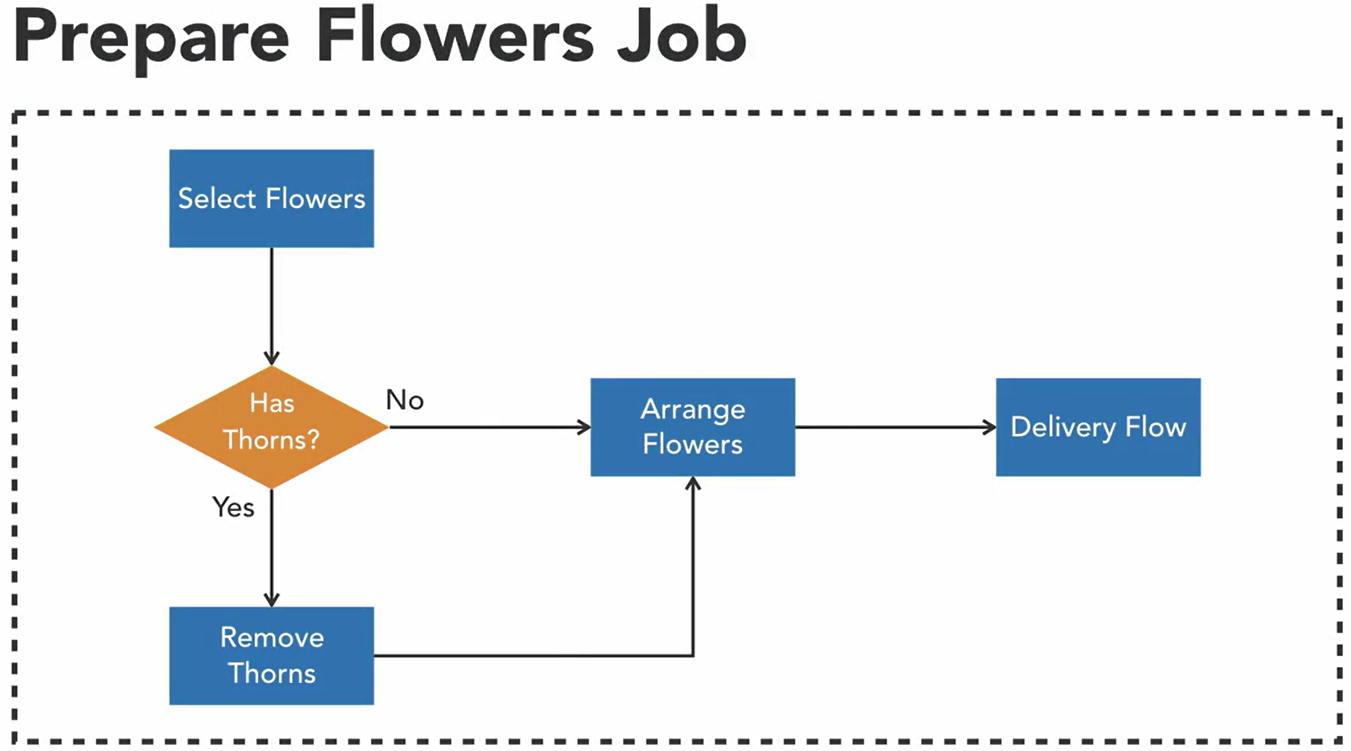 Prepare Flowers Job
Select Flowers
Has
Thorns?
No
Arrange
Flowers
Delivery Flow
Yes
Remove
Thorns